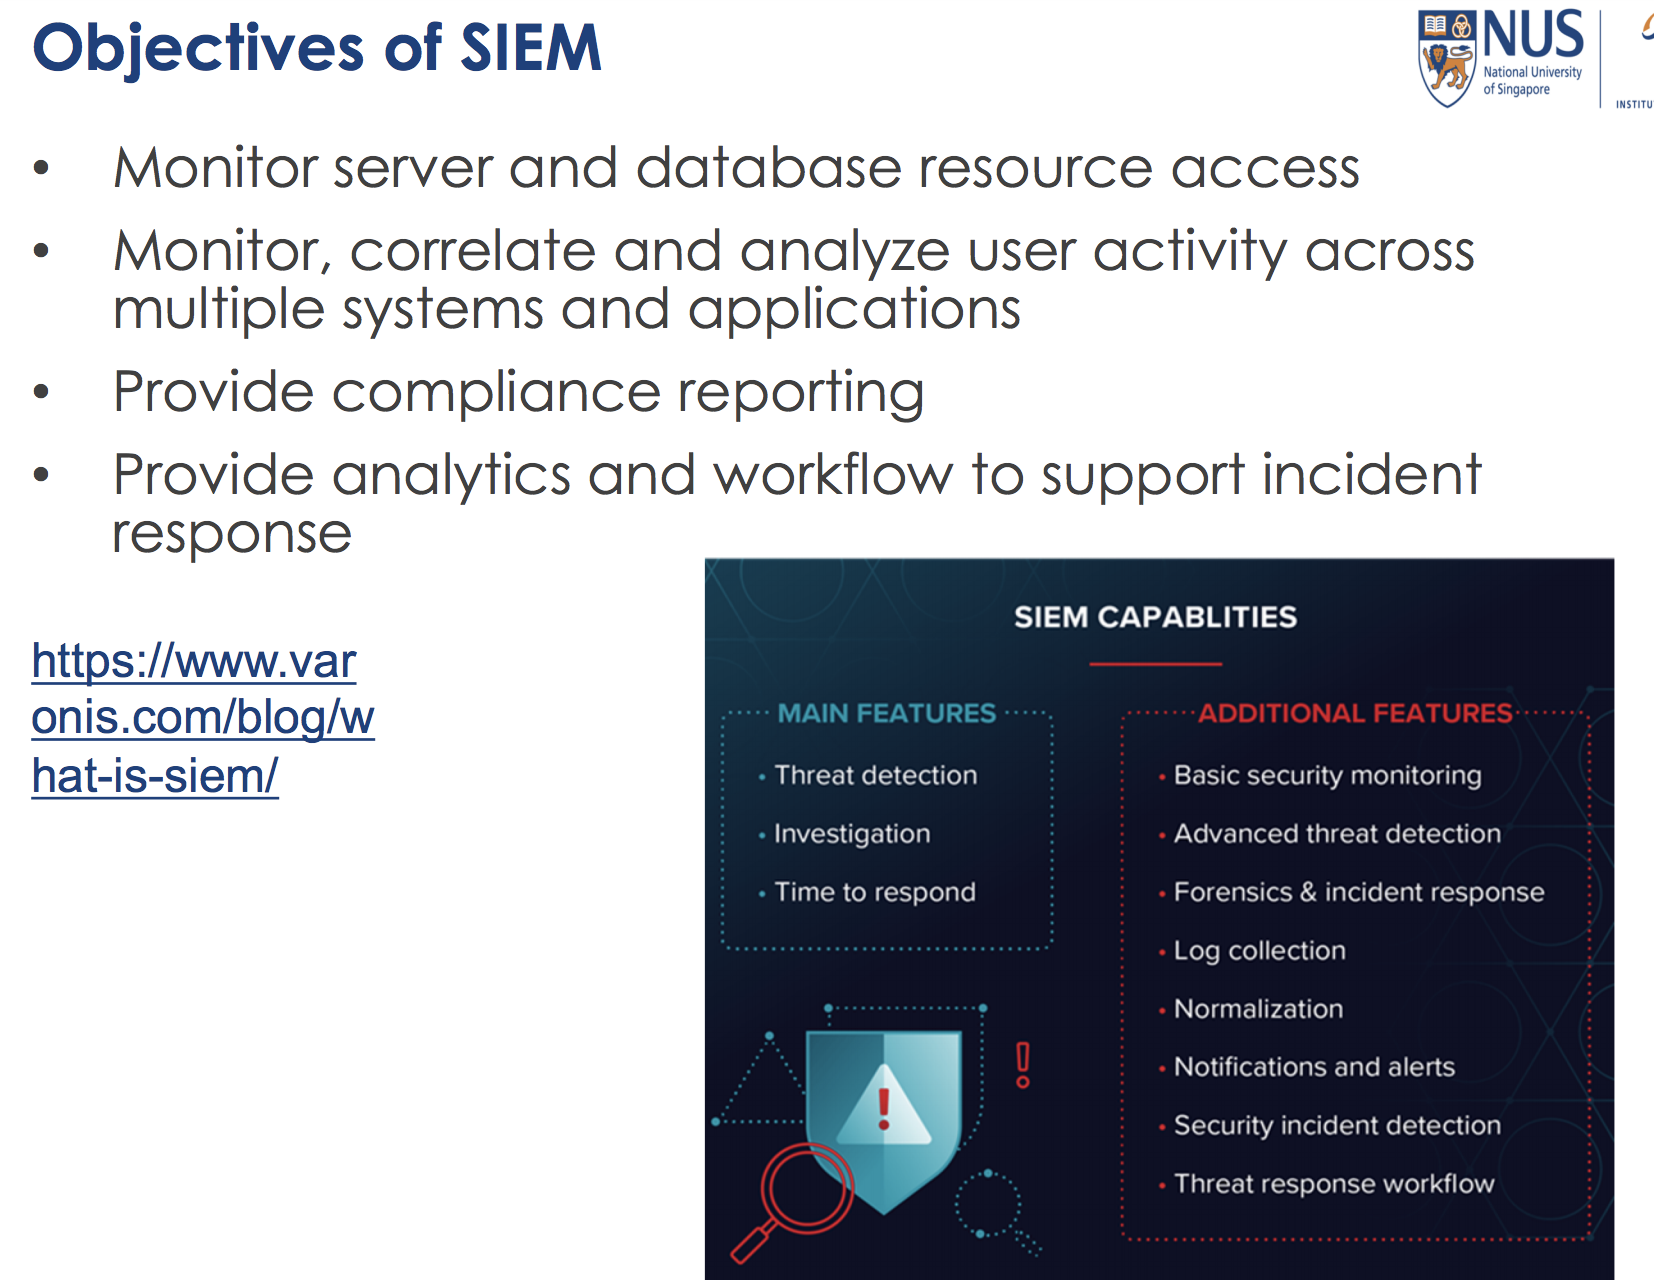 Objectives of SIEM
NUS
National University
of Singapore
INSTITU
• Monitor server and database resource access
• Monitor, correlate and analyze user activity across
multiple systems and applications
• Provide compliance reporting
• Provide analytics and workflow to support incident
response
https://www.var
onis.com/blog/w
hat-is-siem/
SIEM CAPABLITIES
MAIN FEATURES
• Threat detection
• Investigation
• Time to respond
ADDITIONAL FEATURES
• Basic security monitoring
• Advanced threat detection
• Forensics & incident response
• Log collection
• Normalization
• Notifications and alerts
• Security incident detection
• Threat response workflow